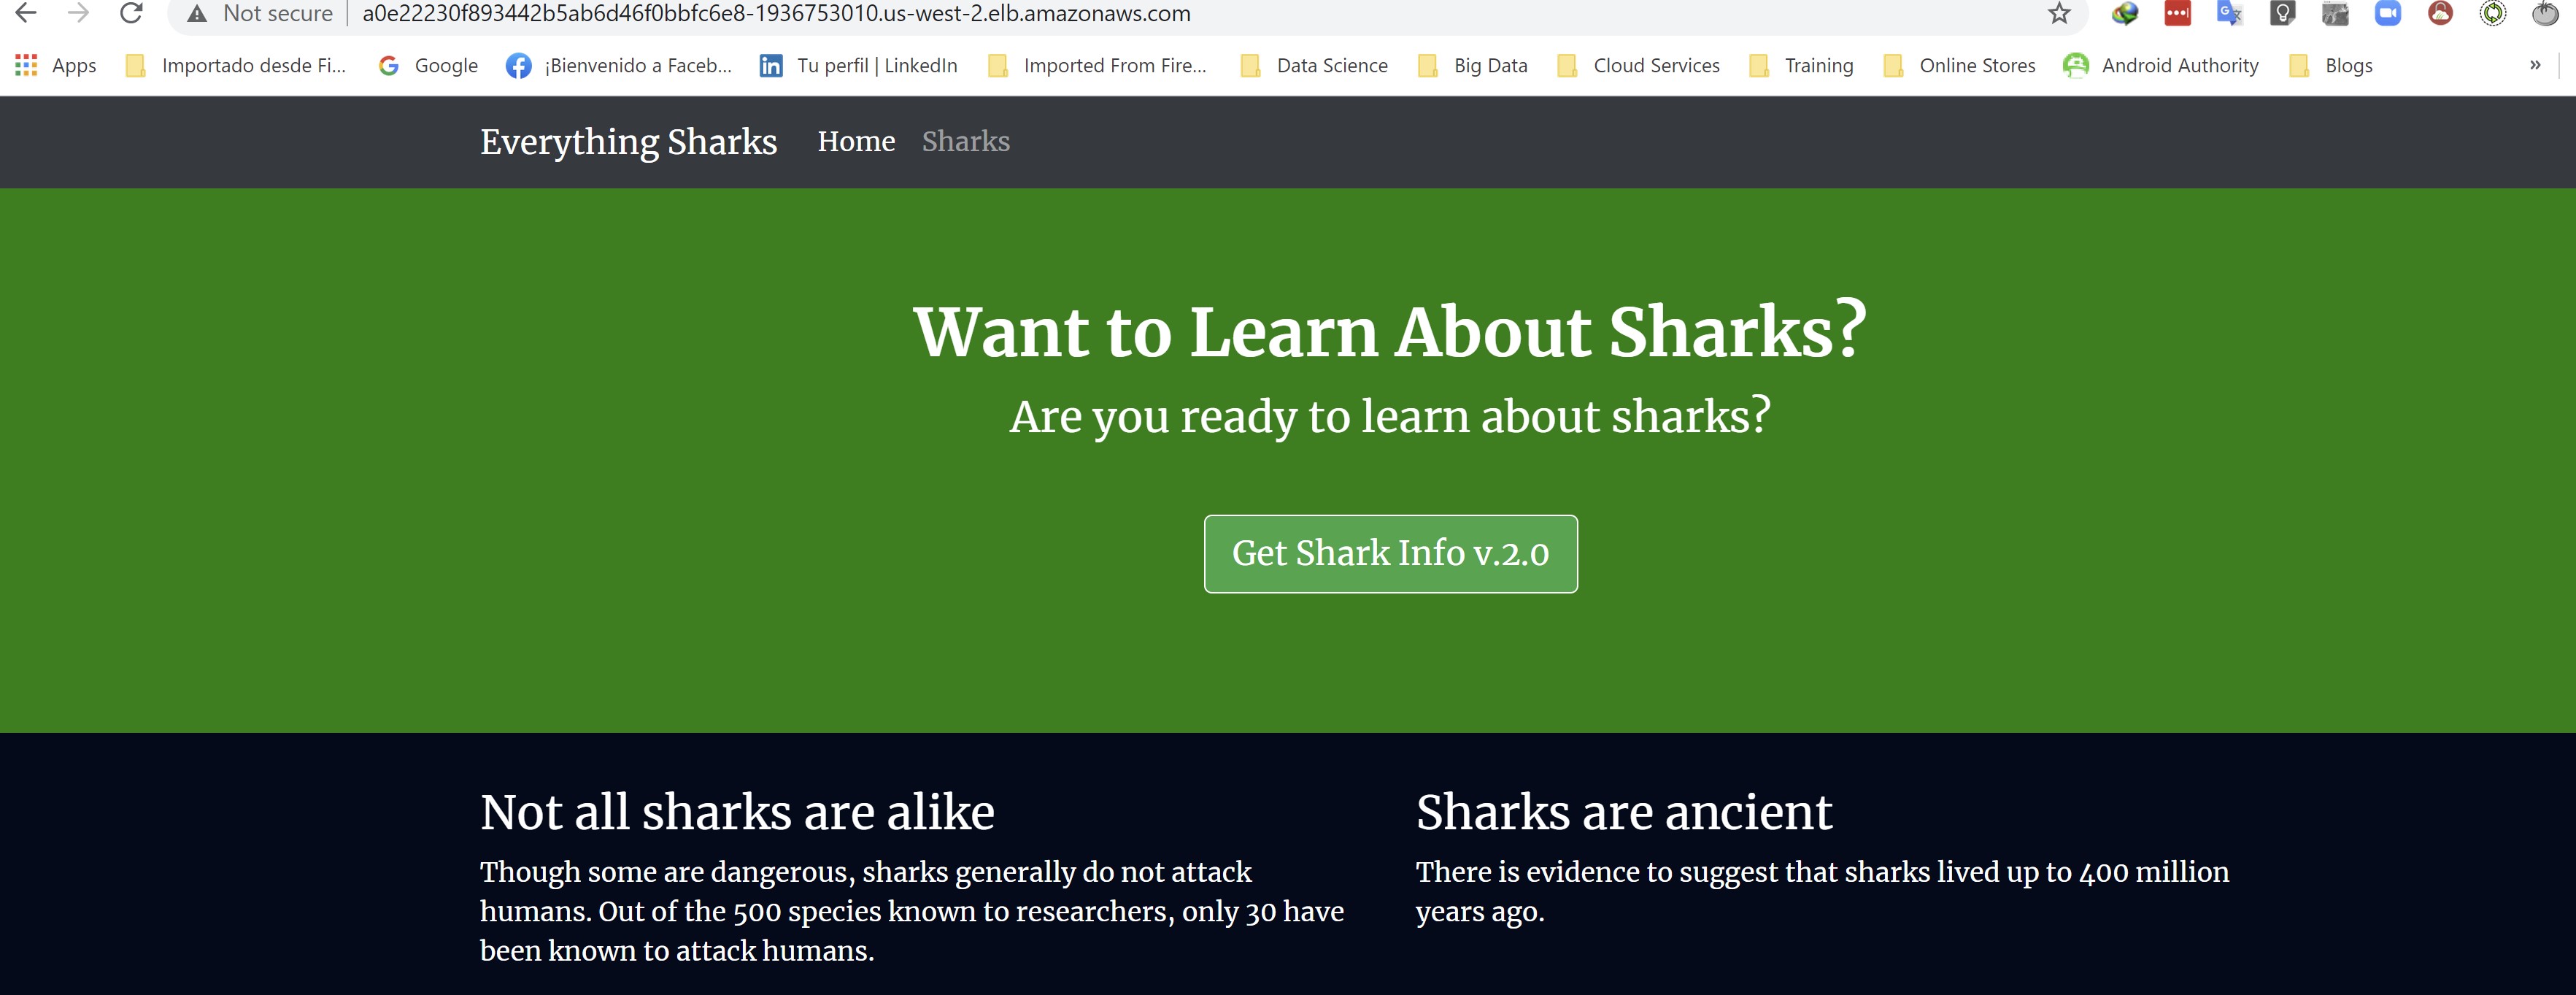 Not secure a0e22230f893442b5ab6d46f0bbfc6e8-1936753010.us-west-2.elb.amazonaws.com
Apps Importado desde Fi... Google ¡Bienvenido a Faceb... Tu perfil | LinkedIn Imported From Fire... Data Science Big Data Cloud Services Training Online Stores Android Authority Blogs »
Everything Sharks Home Sharks
Want to Learn About Sharks?
Are you ready to learn about sharks?
Get Shark Info v.2.0
Not all sharks are alike
Though some are dangerous, sharks generally do not attack
humans. Out of the 500 species known to researchers, only 30 have
been known to attack humans.
Sharks are ancient
There is evidence to suggest that sharks lived up to 400 million
years ago.